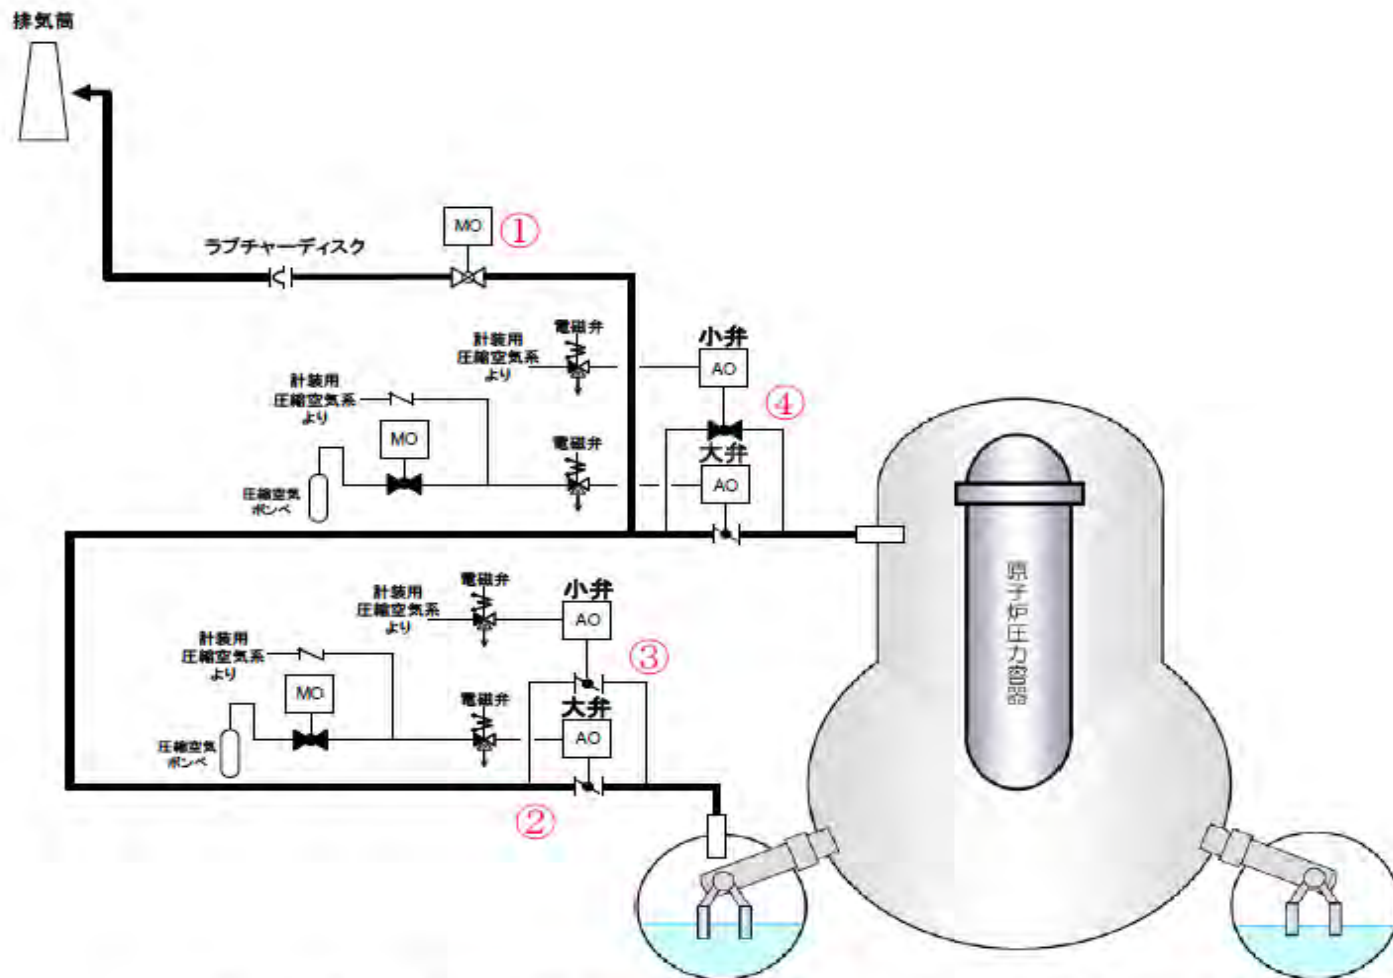 排気筒
MO
①
ラプチャーディスク
電磁弁
小弁
計装用
圧縮空気系
より
AO
計装用
圧縮空気系
より
④
MO
電磁弁
大弁
AO
圧縮空気
ボンベ
電磁弁
小弁
計装用
圧縮空気系
より
AO
計装用
圧縮空気系
より
③
MO
電磁弁
大弁
AO
圧縮空気
ボンベ
②
原子炉圧力容器